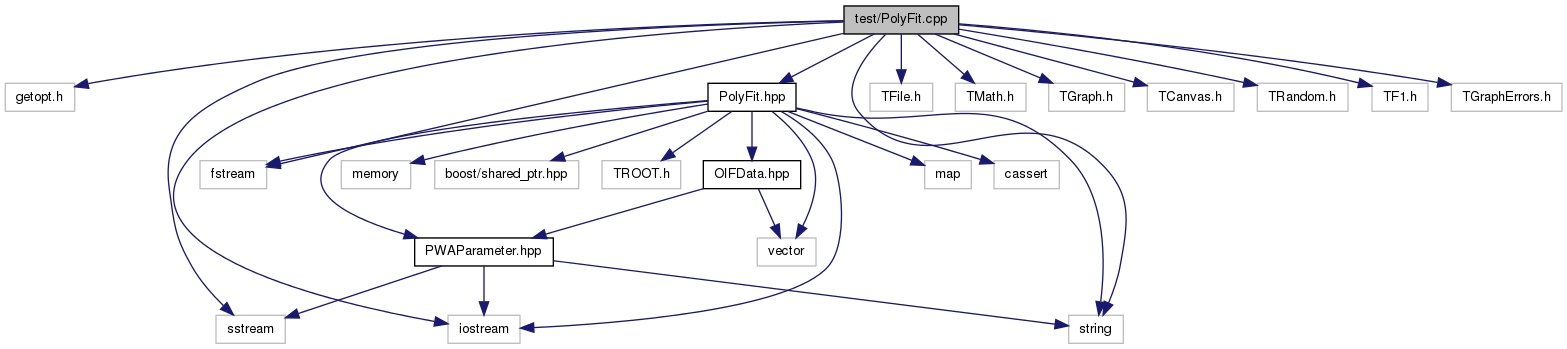 test/PolyFit.cpp
getopt.h
PolyFit.hpp
TFile.h
TMath.h
TGraph.h
TCanvas.h
TRandom.h
TF1.h
TGraphErrors.h
fstream
memory
boost/shared_ptr.hpp
TROOT.h
OIFData.hpp
map
cassert
PWAParameter.hpp
vector
sstream
iostream
string